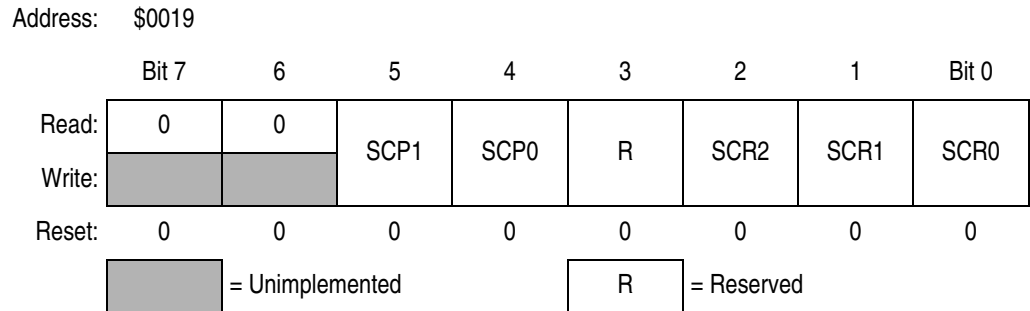 Address: $0019
Bit 7 6 5 4 3 2 1 Bit 0
Read: 0 0 SCP1 SCP0 R SCR2 SCR1 SCR0
Write:
Reset: 0 0 0 0 0 0 0 0
= Unimplemented R = Reserved